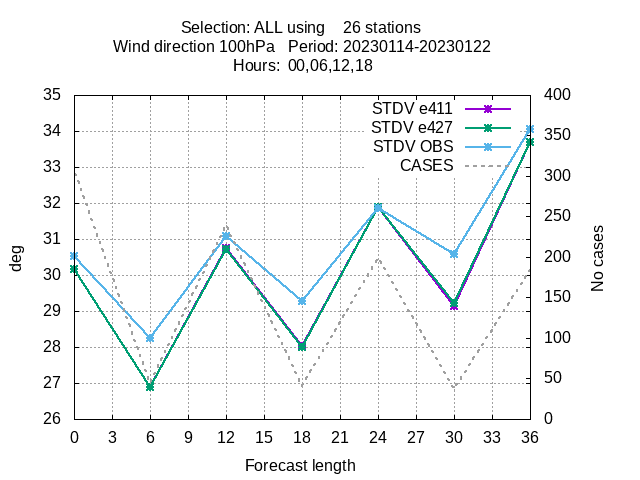 Selection: ALL using    26 stations
Wind direction 100hPa   Period: 20230114-20230122
Hours: 00,06,12,18
STDV e411
STDV e427
STDV OBS
CASES
35
34
33
32
31
30
29
28
27
26
deg
400
350
300
250
200
150
100
50
0
No cases
0 3 6 9 12 15 18 21 24 27 30 33 36
Forecast length